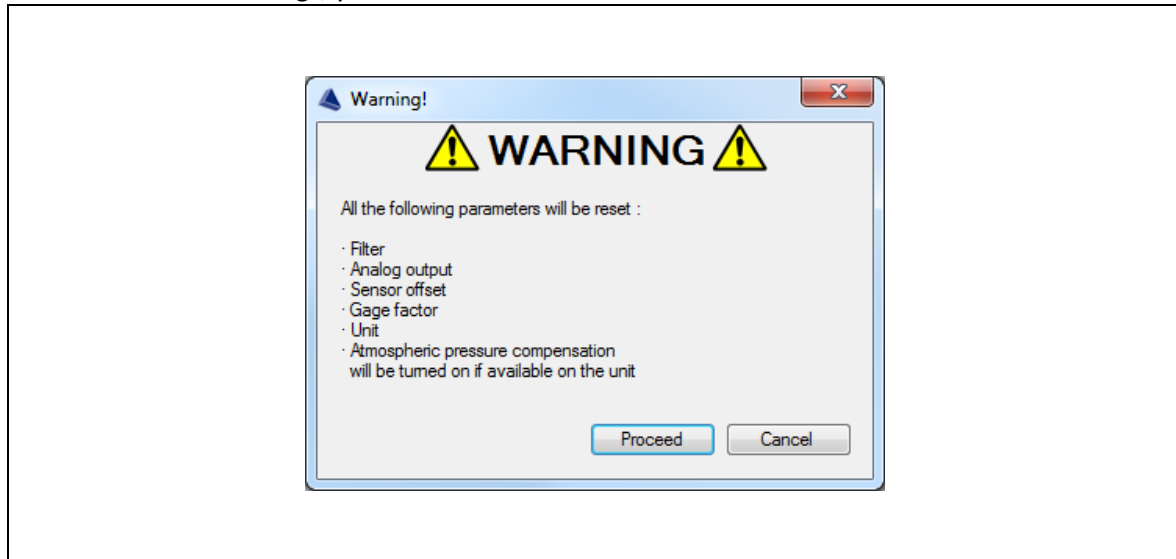 Warning!
WARNING
All the following parameters will be reset :
· Filter
· Analog output
· Sensor offset
· Gage factor
· Unit
· Atmospheric pressure compensation
will be turned on if available on the unit
Proceed Cancel